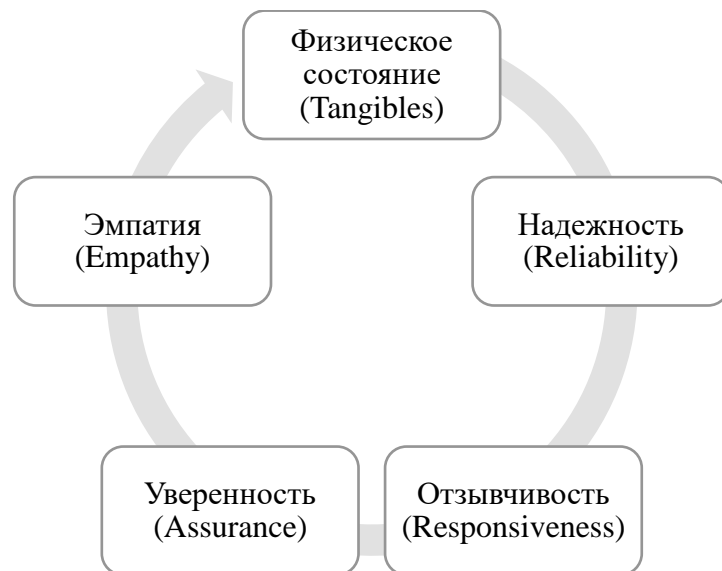 Физическое
состояние
(Tangibles)
Надежность
(Reliability)
Отзывчивость
(Responsiveness)
Уверенность
(Assurance)
Эмпатия
(Empathy)